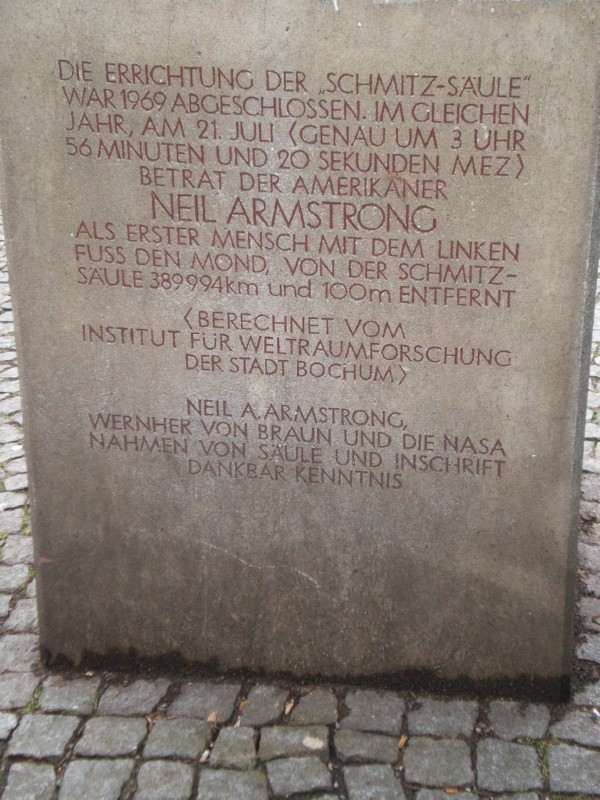 DIE ERRICHTUNG DER „SCHMITZ-SÄULE"
WAR 1969 ABGESCHLOSSEN. IM GLEICHEN
JAHR, AM 21. JULI 〈GENAU UM 3 UHR
56 MINUTEN UND 20 SEKUNDEN MEZ〉
BETRAT DER AMERIKANER
NEIL ARMSTRONG
ALS ERSTER MENSCH MIT DEM LINKEN
FUSS DEN MOND, VON DER SCHMITZ-
SÄULE 389994km und 100m ENTFERNT
〈BERECHNET VOM
INSTITUT FÜR WELTRAUMFORSCHUNG
DER STADT BOCHUM〉
NEIL A. ARMSTRONG,
WERNHER VON BRAUN UND DIE NASA
NAHMEN VON SÄULE UND INSCHRIFT
DANKBAR KENNTNIS